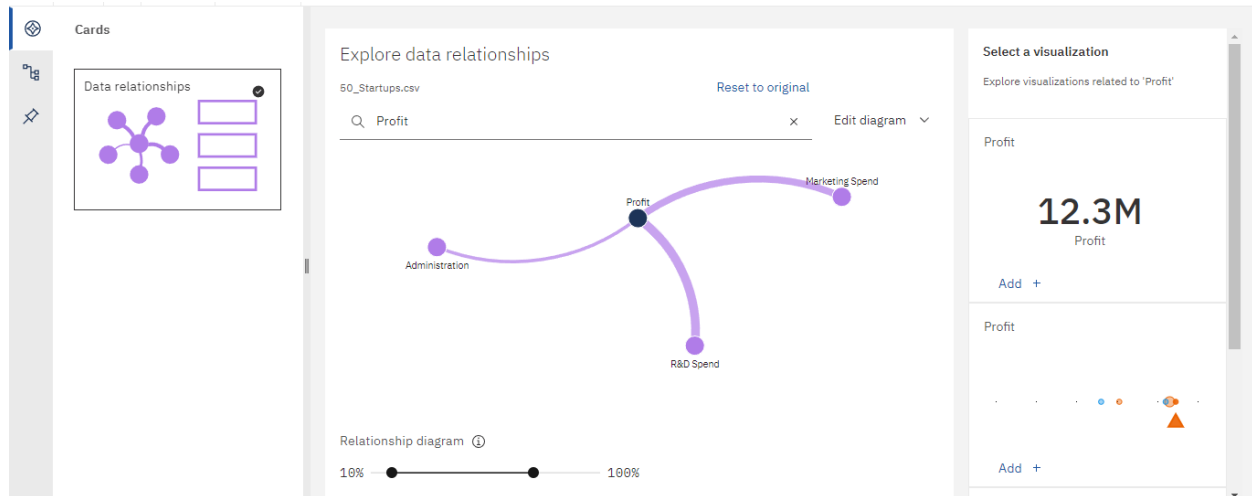 Cards
Data relationships
Explore data relationships
50_Startups.csv
Reset to original
Profit
Edit diagram
Marketing Spend
Profit
Administration
R&D Spend
Relationship diagram
10%
100%
Select a visualization
Explore visualizations related to 'Profit'
Profit
12.3M
Profit
Add +
Profit
Add +